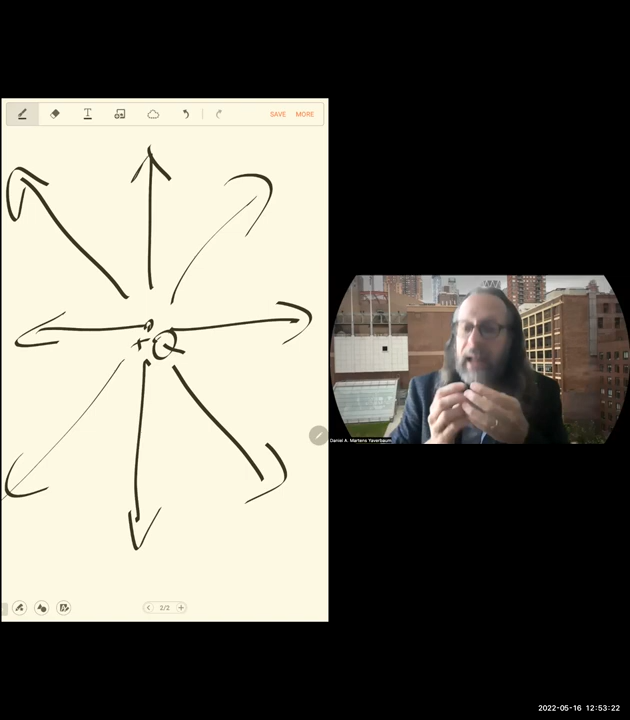 T
SAVE MORE
+Q
Daniel A. Martens Yaverbaum
2/2
2022-05-16 12:53:22